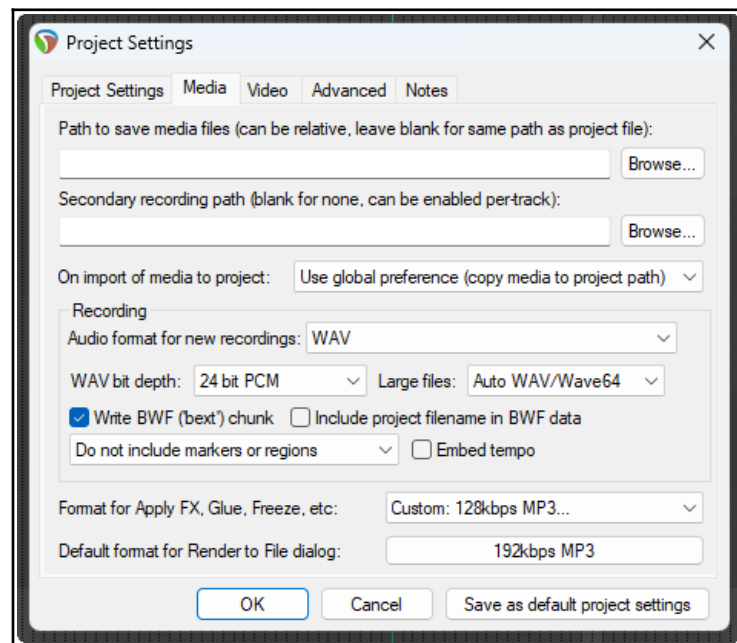 Project Settings
Project Settings Media Video Advanced Notes
Path to save media files (can be relative, leave blank for same path as project file):
Browse...
Secondary recording path (blank for none, can be enabled per-track):
Browse...
On import of media to project: Use global preference (copy media to project path)
Recording
Audio format for new recordings: WAV
WAV bit depth: 24 bit PCM Large files: Auto WAV/Wave64
Write BWF ('bext') chunk Include project filename in BWF data
Do not include markers or regions Embed tempo
Format for Apply FX, Glue, Freeze, etc: Custom: 128kbps MP3...
Default format for Render to File dialog: 192kbps MP3
OK Cancel Save as default project settings